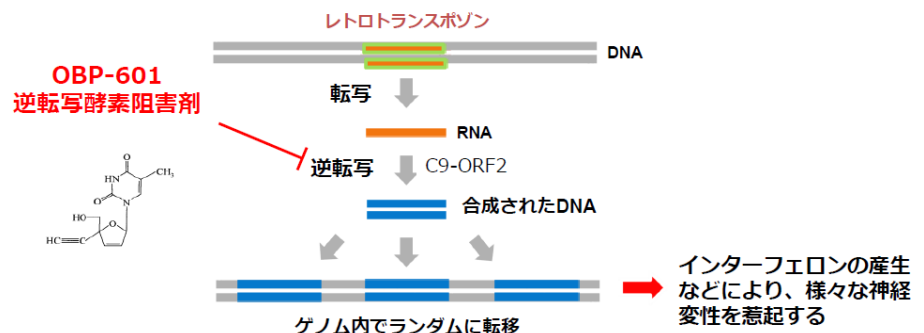 レトロトランスポゾン
DNA
OBP-601
逆転写酵素阻害剤
転写
RNA
逆転写
C9-ORF2
合成されたDNA
O
CH₃
HN
O
N
HO
O
HC≡C
インターフェロンの産生
などにより、様々な神経
変性を惹起する
ゲノム内でランダムに転移